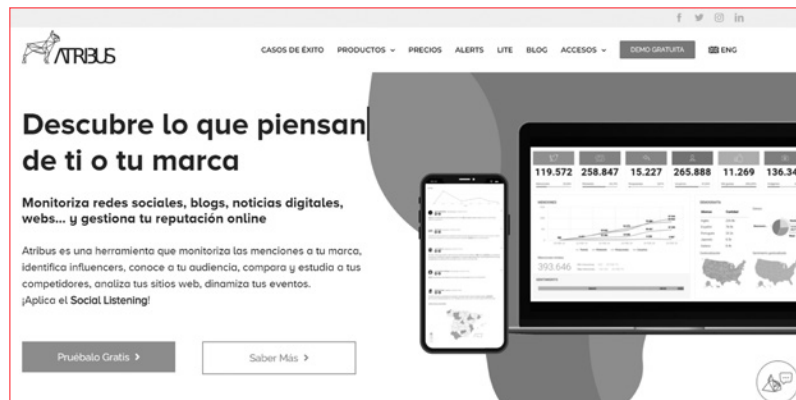 ATRIBUS
CASOS DE ÉXITO PRODUCTOS PRECIOS ALERTS LITE BLOG ACCESOS DEMO GRATUITA ENG
Descubre lo que piensan
de ti o tu marca
Monitoriza redes sociales, blogs, noticias digitales,
webs... y gestiona tu reputación online
Atribus es una herramienta que monitoriza las menciones a tu marca,
identifica influencers, conoce a tu audiencia, compara y estudia a tus
competidores, analiza tus sitios web, dinamiza tus eventos.
¡Aplica el Social Listening!
Pruébalo Gratis
Saber Más
119.572 258.847 15.227 265.888 11.269 136.34
MENCIONES
393.646